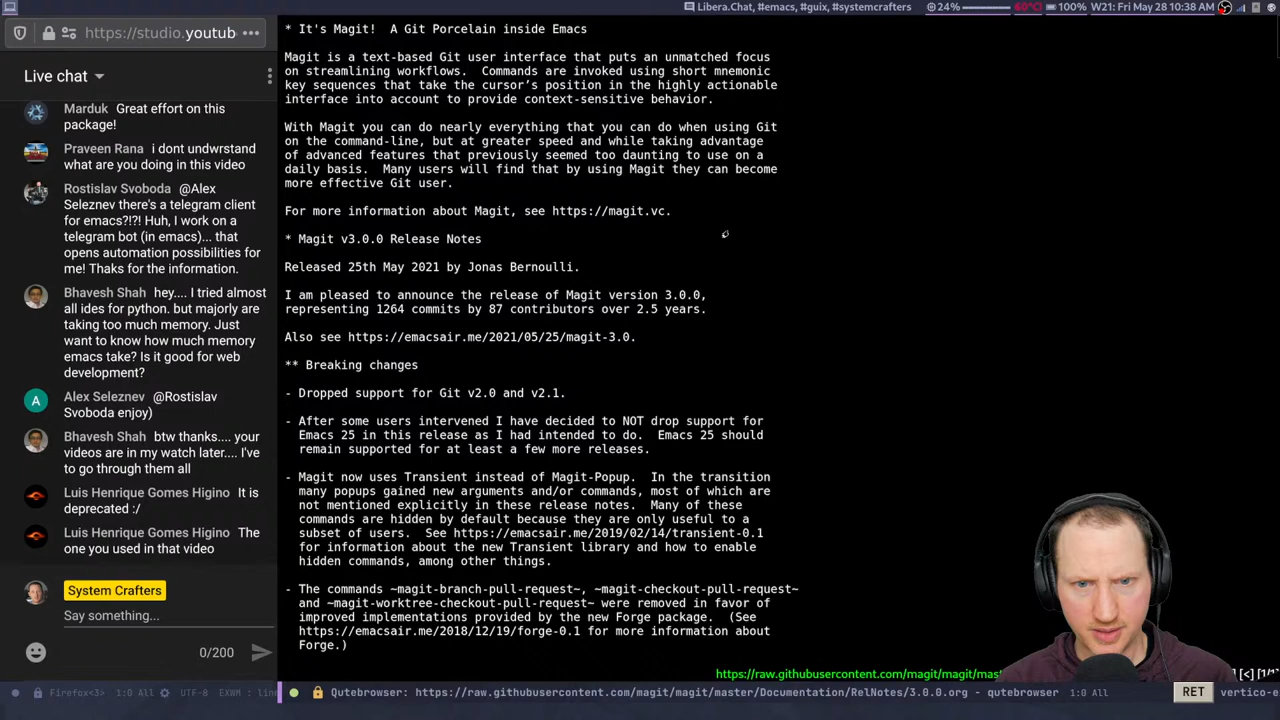 Libera.Chat, #emacs, #guix, #systemcrafters
24%
60°C
100%
W21: Fri May 28 10:38 AM
https://studio.youtub
Live chat
Marduk Great effort on this
package!
Praveen Rana i dont undwrstand
what are you doing in this video
Rostislav Svoboda @Alex
Seleznev there's a telegram client
for emacs?!?! Huh, I work on a
telegram bot (in emacs)... that
opens automation possibilities for
me! Thaks for the information.
Bhavesh Shah hey.... I tried almost
all ides for python. but majorly are
taking too much memory. Just
want to know how much memory
emacs take? Is it good for web
development?
Alex Seleznev @Rostislav
Svoboda enjoy)
Bhavesh Shah btw thanks.... your
videos are in my watch later.... I've
to go through them all
Luis Henrique Gomes Higino It is
deprecated :/
Luis Henrique Gomes Higino The
one you used in that video
System Crafters
Say something...
0/200
* It's Magit!  A Git Porcelain inside Emacs
Magit is a text-based Git user interface that puts an unmatched focus
on streamlining workflows.  Commands are invoked using short mnemonic
key sequences that take the cursor’s position in the highly actionable
interface into account to provide context-sensitive behavior.
With Magit you can do nearly everything that you can do when using Git
on the command-line, but at greater speed and while taking advantage
of advanced features that previously seemed too daunting to use on a
daily basis.  Many users will find that by using Magit they can become
more effective Git user.
For more information about Magit, see https://magit.vc.
* Magit v3.0.0 Release Notes
Released 25th May 2021 by Jonas Bernoulli.
I am pleased to announce the release of Magit version 3.0.0,
representing 1264 commits by 87 contributors over 2.5 years.
Also see https://emacsair.me/2021/05/25/magit-3.0.
** Breaking changes
- Dropped support for Git v2.0 and v2.1.
- After some users intervened I have decided to NOT drop support for
Emacs 25 in this release as I had intended to do.  Emacs 25 should
remain supported for at least a few more releases.
- Magit now uses Transient instead of Magit-Popup.  In the transition
many popups gained new arguments and/or commands, most of which are
not mentioned explicitly in these release notes.  Many of these
commands are hidden by default because they are only useful to a
subset of users.  See https://emacsair.me/2019/02/14/transient-0.1
for information about the new Transient library and how to enable
hidden commands, among other things.
- The commands ~magit-branch-pull-request~, ~magit-checkout-pull-request~
and ~magit-worktree-checkout-pull-request~ were removed in favor of
improved implementations provided by the new Forge package.  (See
https://emacsair.me/2018/12/19/forge-0.1 for more information about
Forge.)
https://raw.githubusercontent.com/magit/magit/mas
[<] [1/1]
Firefox<3> 1:0 All UTF-8 EXWM : line
Qutebrowser: https://raw.githubusercontent.com/magit/magit/master/Documentation/RelNotes/3.0.0.org - qutebrowser 1:0 All
RET
vertico-e